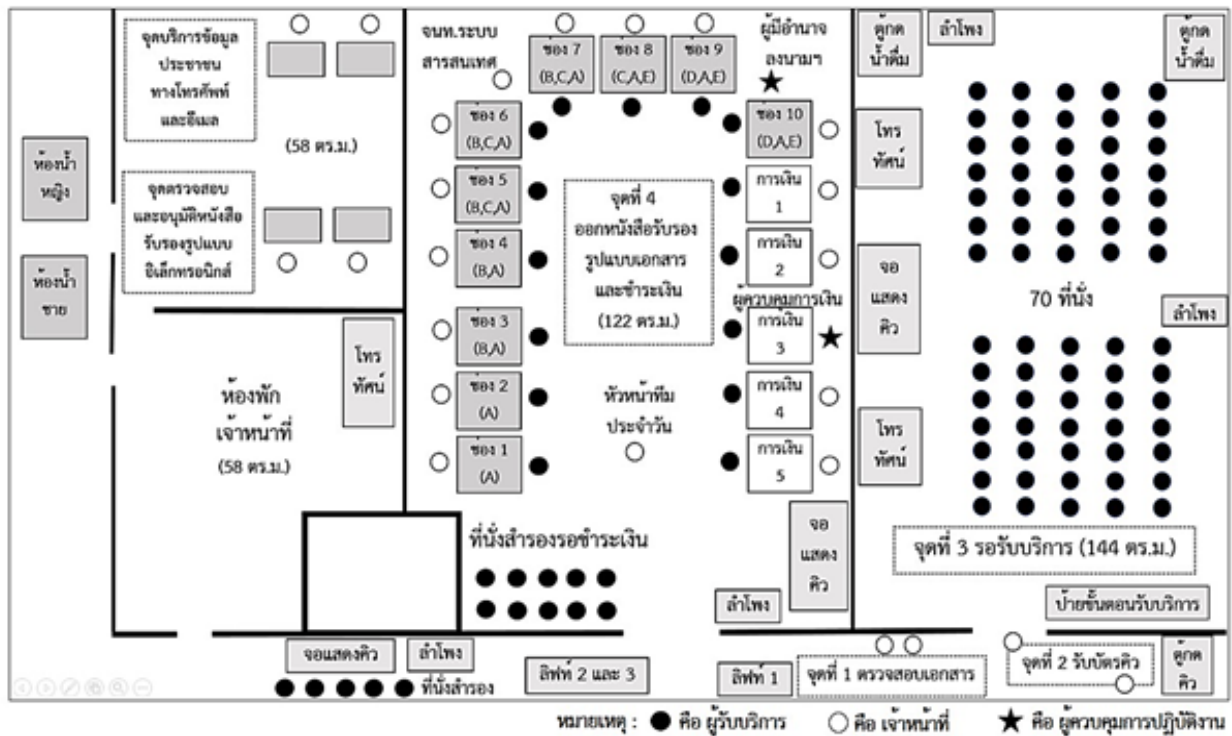 จุดบริการข้อมูล
ประชาชน
ทางโทรศัพท์
และอีเมล
(58 ตร.ม.)
จุดตรวจสอบ
และอนุมัติหนังสือ
รับรองรูปแบบ
อิเล็กทรอนิกส์
ห้องน้ำ
หญิง
ห้องน้ำ
ชาย
ห้องพัก
เจ้าหน้าที่
(58 ตร.ม.)
โทร
ทัศน์
จนท.ระบบ
สารสนเทศ
ช่อง 7
(B,C,A)
ช่อง 8
(C,A,E)
ช่อง 9
(D,A,E)
ผู้มีอำนาจ
ลงนามฯ
ช่อง 6
(B,C,A)
ช่อง 5
(B,C,A)
ช่อง 4
(B,A)
ช่อง 3
(B,A)
ช่อง 2
(A)
ช่อง 1
(A)
จุดที่ 4
ออกหนังสือรับรอง
รูปแบบเอกสาร
และชำระเงิน
(122 ตร.ม.)
หัวหน้าทีม
ประจำวัน
ช่อง 10
(D,A,E)
การเงิน
1
การเงิน
2
ผู้ควบคุมการเงิน
การเงิน
3
การเงิน
4
การเงิน
5
ที่นั่งสำรองรอชำระเงิน
จอ
แสดง
คิว
ลำโพง
ตู้กด
น้ำดื่ม
ลำโพง
ตู้กด
น้ำดื่ม
โทร
ทัศน์
จอ
แสดง
คิว
70 ที่นั่ง
ลำโพง
โทร
ทัศน์
จุดที่ 3 รอรับบริการ (144 ตร.ม.)
ป้ายขั้นตอนรับบริการ
จอแสดงคิว
ลำโพง
ที่นั่งสำรอง
ลิฟท์ 2 และ 3
ลิฟท์ 1
จุดที่ 1 ตรวจสอบเอกสาร
จุดที่ 2 รับบัตรคิว
ตู้กด
คิว
หมายเหตุ : ● คือ ผู้รับบริการ ○ คือ เจ้าหน้าที่ ★ คือ ผู้ควบคุมการปฏิบัติงาน